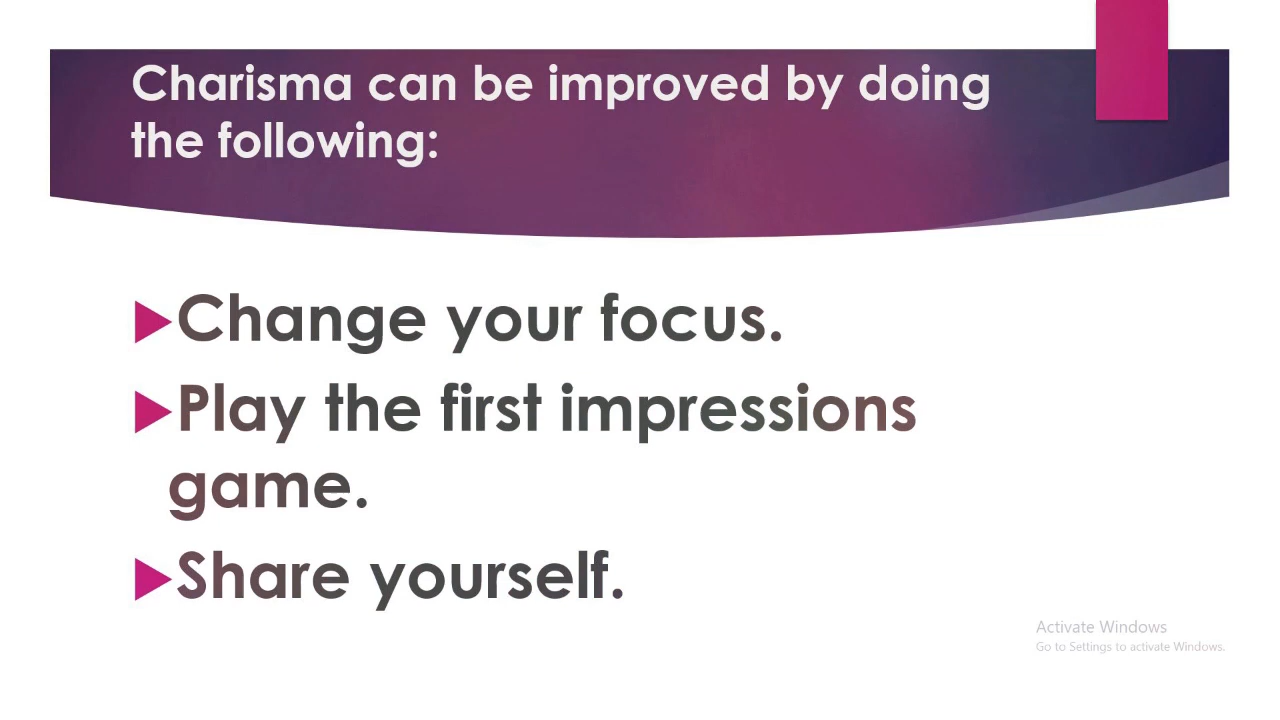 Charisma can be improved by doing
the following:
Change your focus.
Play the first impressions
game.
Share yourself.
Activate Windows
Go to Settings to activate Windows.